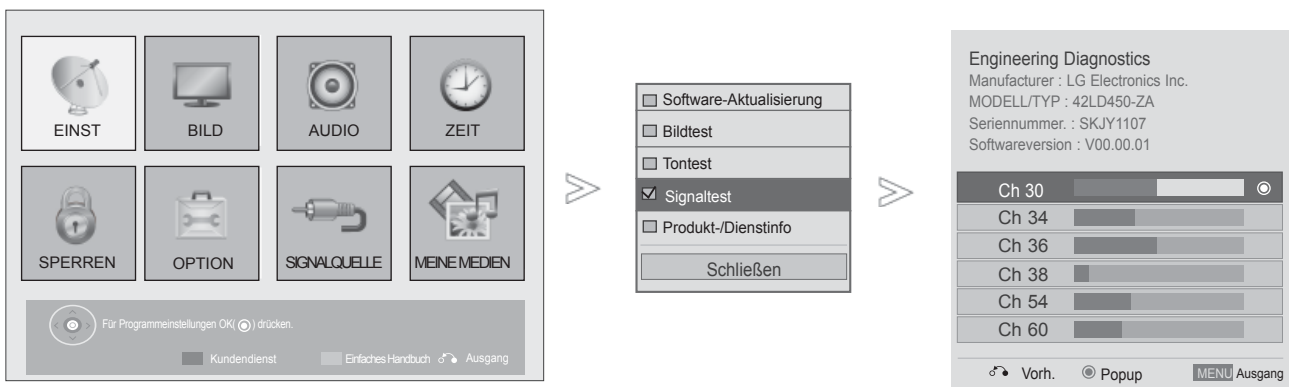 EINST
BILD
AUDIO
ZEIT
SPERREN
OPTION
SIGNALQUELLE
MEINE MEDIEN
Für Programmeinstellungen OK( ) drücken.
Kundendienst
Einfaches Handbuch
Ausgang
Software-Aktualisierung
Bildtest
Tontest
Signaltest
Produkt-/Dienstinfo
Schließen
Engineering Diagnostics
Manufacturer : LG Electronics Inc.
MODELL/TYP : 42LD450-ZA
Seriennummer. : SKJY1107
Softwareversion : V00.00.01
Ch 30
Ch 34
Ch 36
Ch 38
Ch 54
Ch 60
Vorh.
Popup
MENU Ausgang